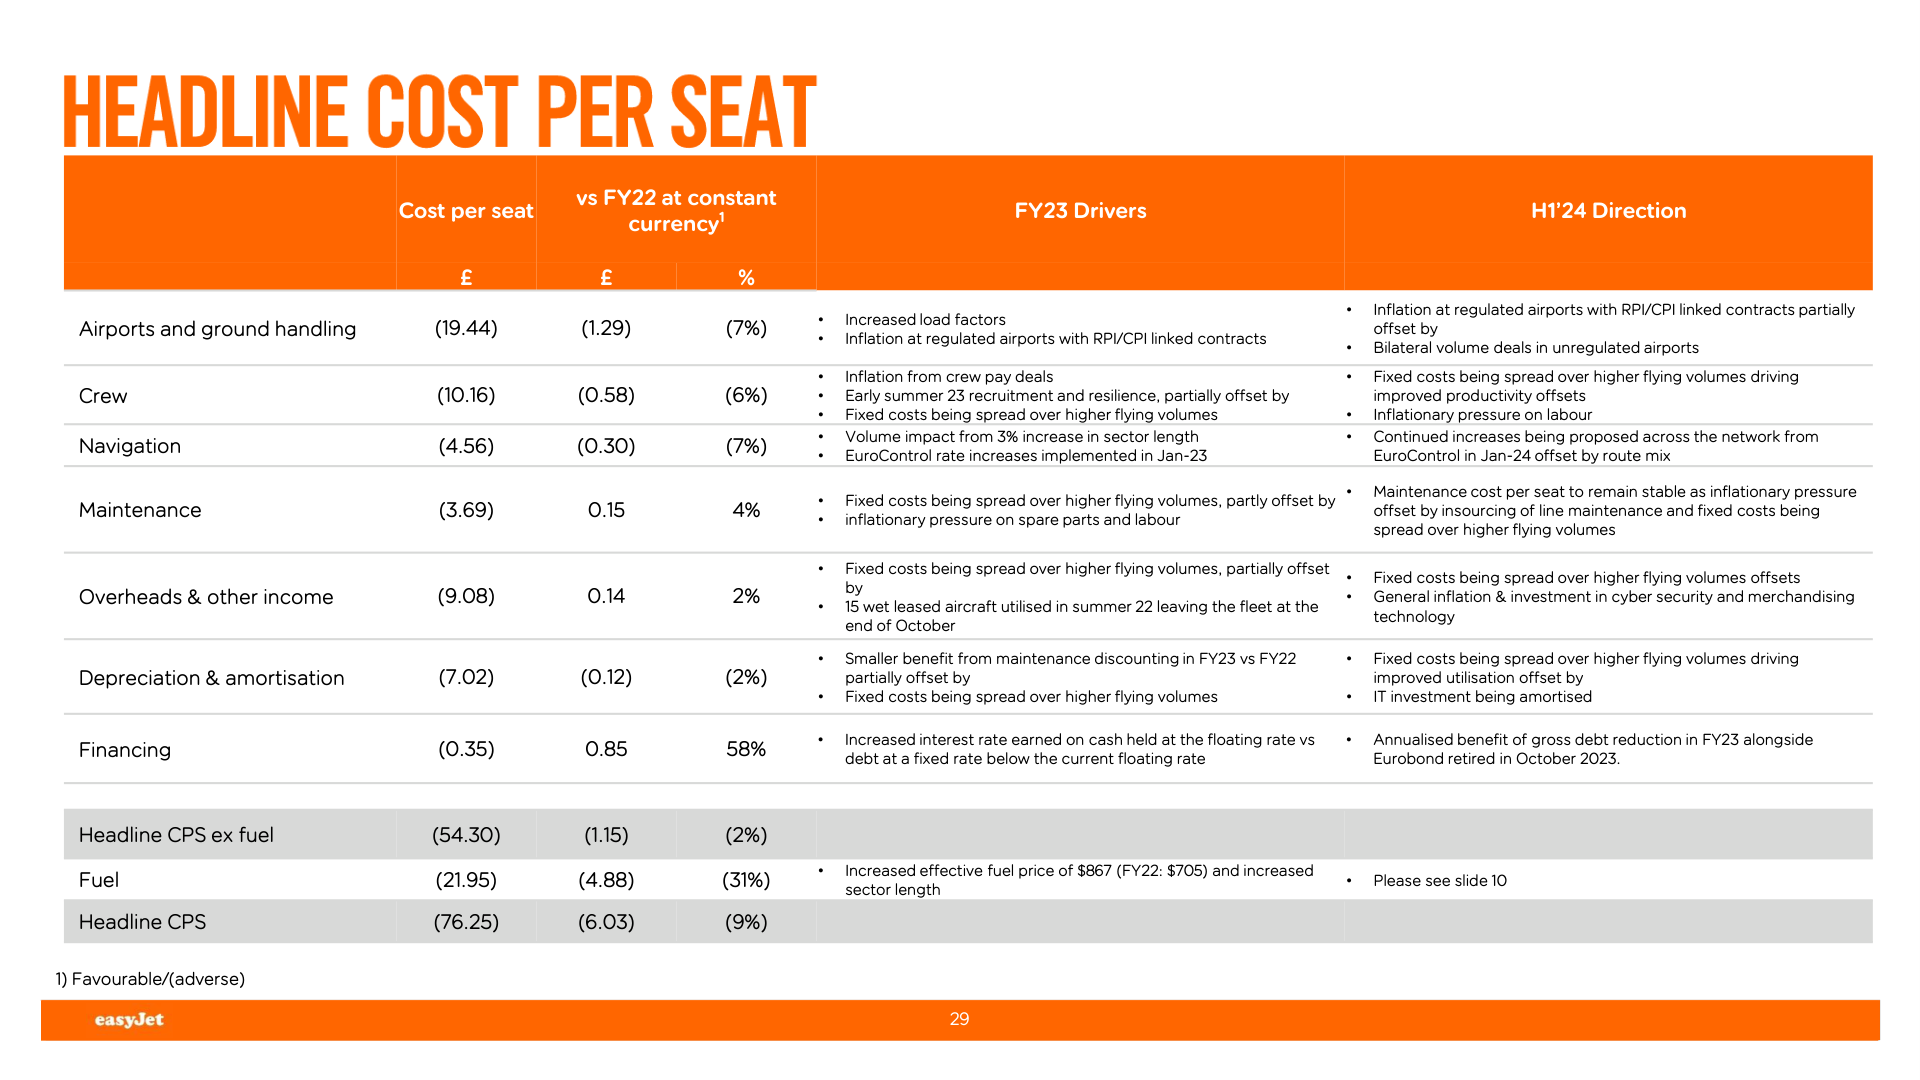 HEADLINE COST PER SEAT
Cost per seat
vs FY22 at constant
currency1
FY23 Drivers
H1'24 Direction
£
£
%
Airports and ground handling
(19.44)
(1.29)
(7%)
• Increased load factors
• Inflation at regulated airports with RPI/CPI linked contracts
• Inflation at regulated airports with RPI/CPI linked contracts partially
offset by
• Bilateral volume deals in unregulated airports
Crew
(10.16)
(0.58)
(6%)
• Inflation from crew pay deals
• Early summer 23 recruitment and resilience, partially offset by
• Fixed costs being spread over higher flying volumes
• Fixed costs being spread over higher flying volumes driving
improved productivity offsets
• Inflationary pressure on labour
Navigation
(4.56)
(0.30)
(7%)
• Volume impact from 3% increase in sector length
• EuroControl rate increases implemented in Jan-23
• Continued increases being proposed across the network from
EuroControl in Jan-24 offset by route mix
Maintenance
(3.69)
0.15
4%
• Fixed costs being spread over higher flying volumes, partly offset by
• inflationary pressure on spare parts and labour
• Maintenance cost per seat to remain stable as inflationary pressure
offset by insourcing of line maintenance and fixed costs being
spread over higher flying volumes
Overheads & other income
(9.08)
0.14
2%
• Fixed costs being spread over higher flying volumes, partially offset
by
• 15 wet leased aircraft utilised in summer 22 leaving the fleet at the
end of October
• Fixed costs being spread over higher flying volumes offsets
• General inflation & investment in cyber security and merchandising
technology
Depreciation & amortisation
(7.02)
(0.12)
(2%)
• Smaller benefit from maintenance discounting in FY23 vs FY22
partially offset by
• Fixed costs being spread over higher flying volumes
• Fixed costs being spread over higher flying volumes driving
improved utilisation offset by
• IT investment being amortised
Financing
(0.35)
0.85
58%
• Increased interest rate earned on cash held at the floating rate vs
debt at a fixed rate below the current floating rate
• Annualised benefit of gross debt reduction in FY23 alongside
Eurobond retired in October 2023.
Headline CPS ex fuel
(54.30)
(1.15)
(2%)
Fuel
(21.95)
(4.88)
(31%)
• Increased effective fuel price of $867 (FY22: $705) and increased
sector length
• Please see slide 10
Headline CPS
(76.25)
(6.03)
(9%)
1) Favourable/(adverse)
easyJet
29